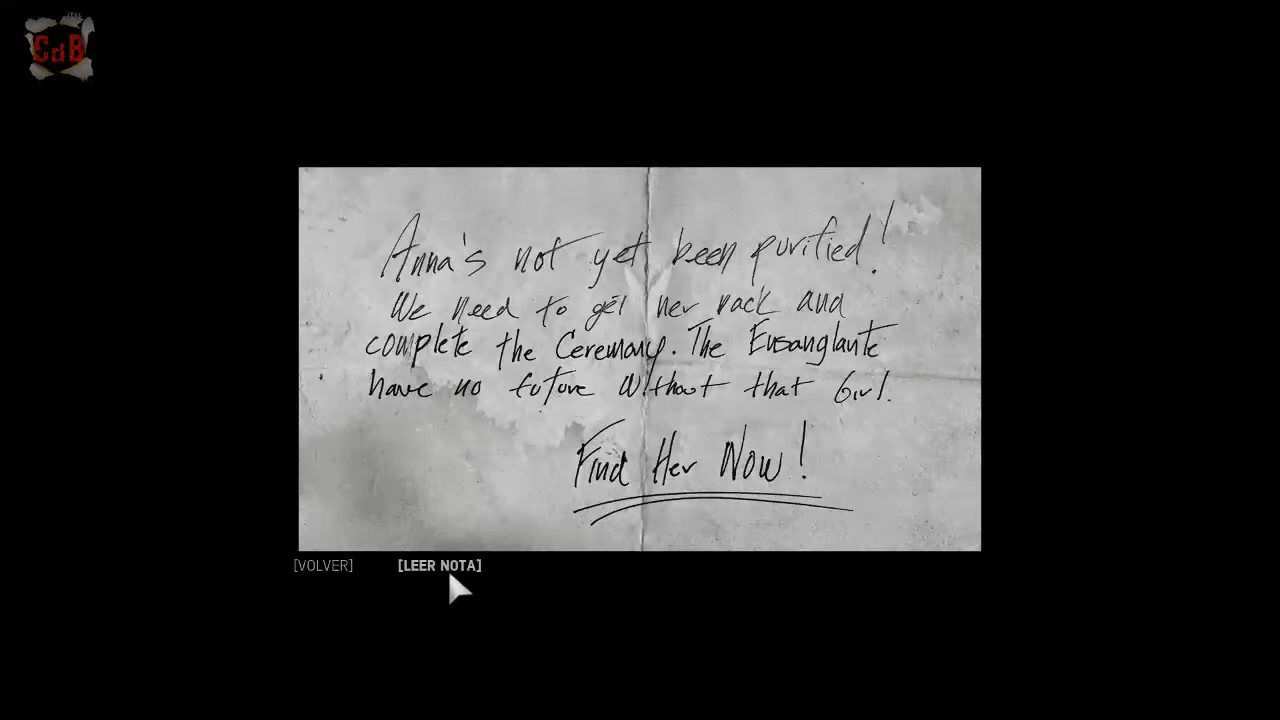 CdB
Anna's not yet been purified!
We need to get her back and
complete the Ceremony. The Ensanglante
have no future without that Girl.
Find Her Now!
[VOLVER] [LEER NOTA]